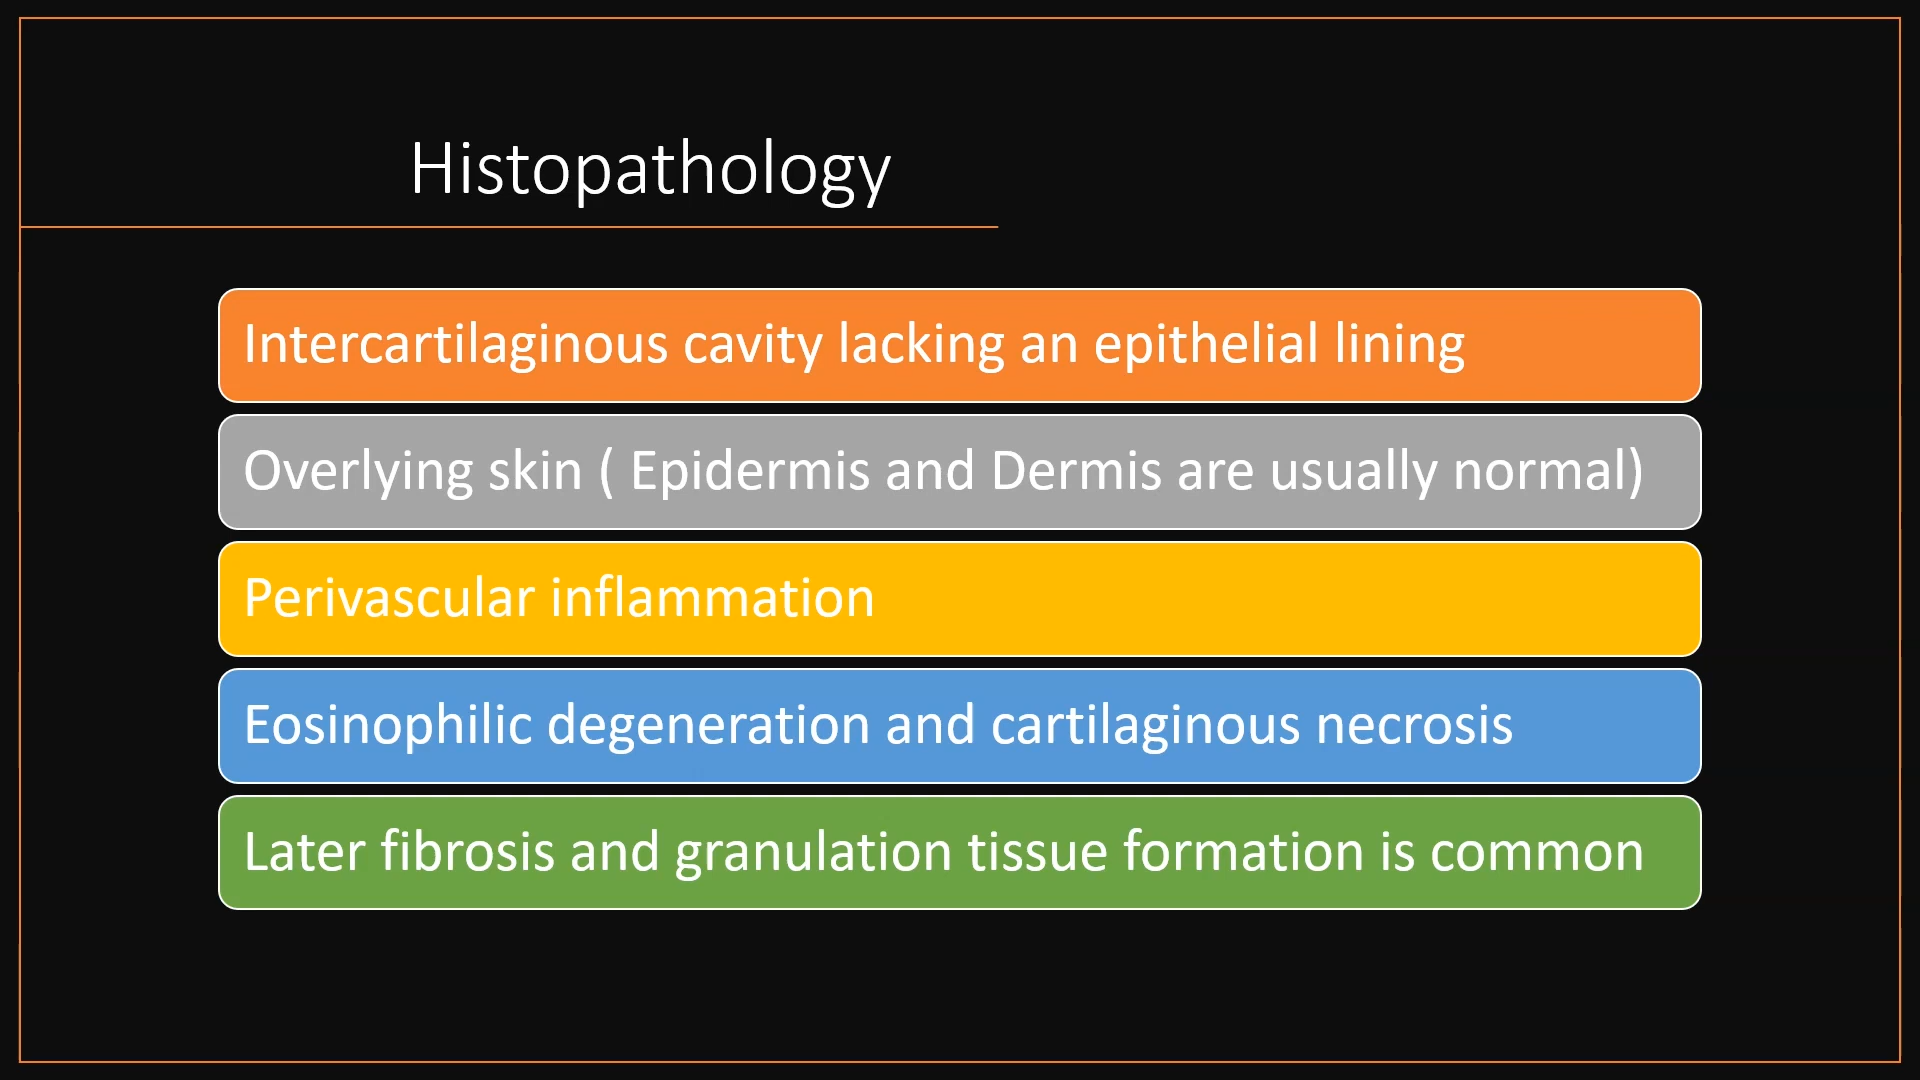 Histopathology
Intercartilaginous cavity lacking an epithelial lining
Overlying skin ( Epidermis and Dermis are usually normal)
Perivascular inflammation
Eosinophilic degeneration and cartilaginous necrosis
Later fibrosis and granulation tissue formation is common